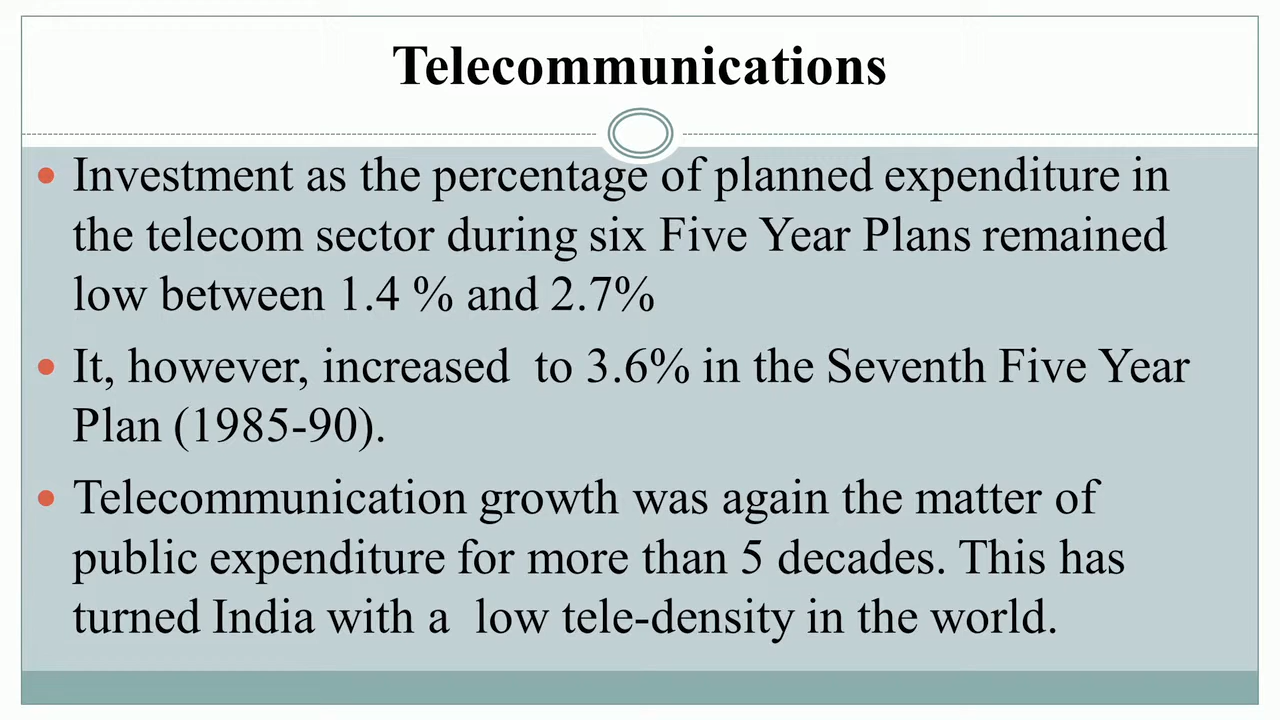 Telecommunications
Investment as the percentage of planned expenditure in
the telecom sector during six Five Year Plans remained
low between 1.4 % and 2.7%
It, however, increased  to 3.6% in the Seventh Five Year
Plan (1985-90).
Telecommunication growth was again the matter of
public expenditure for more than 5 decades. This has
turned India with a  low tele-density in the world.